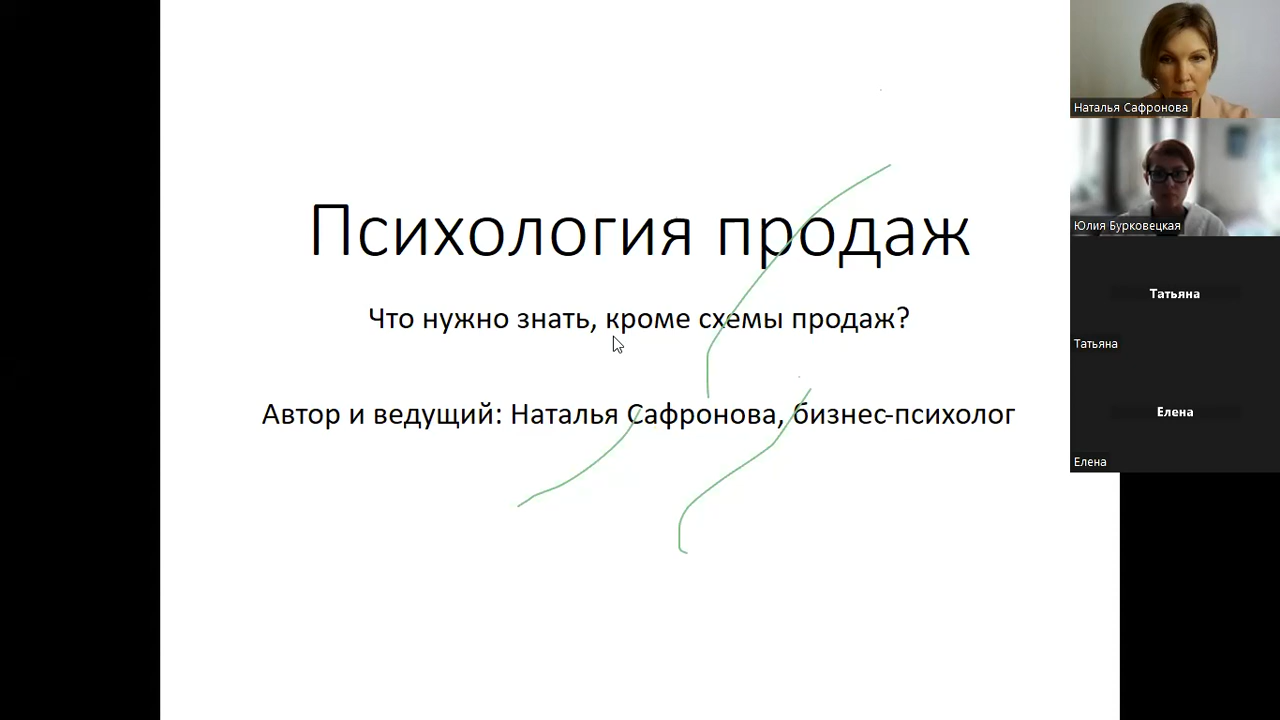 Психология продаж
Что нужно знать, кроме схемы продаж?
Автор и ведущий: Наталья Сафронова, бизнес-психолог
Наталья Сафронова
Юлия Бурковецкая
Татьяна
Татьяна
Елена
Елена